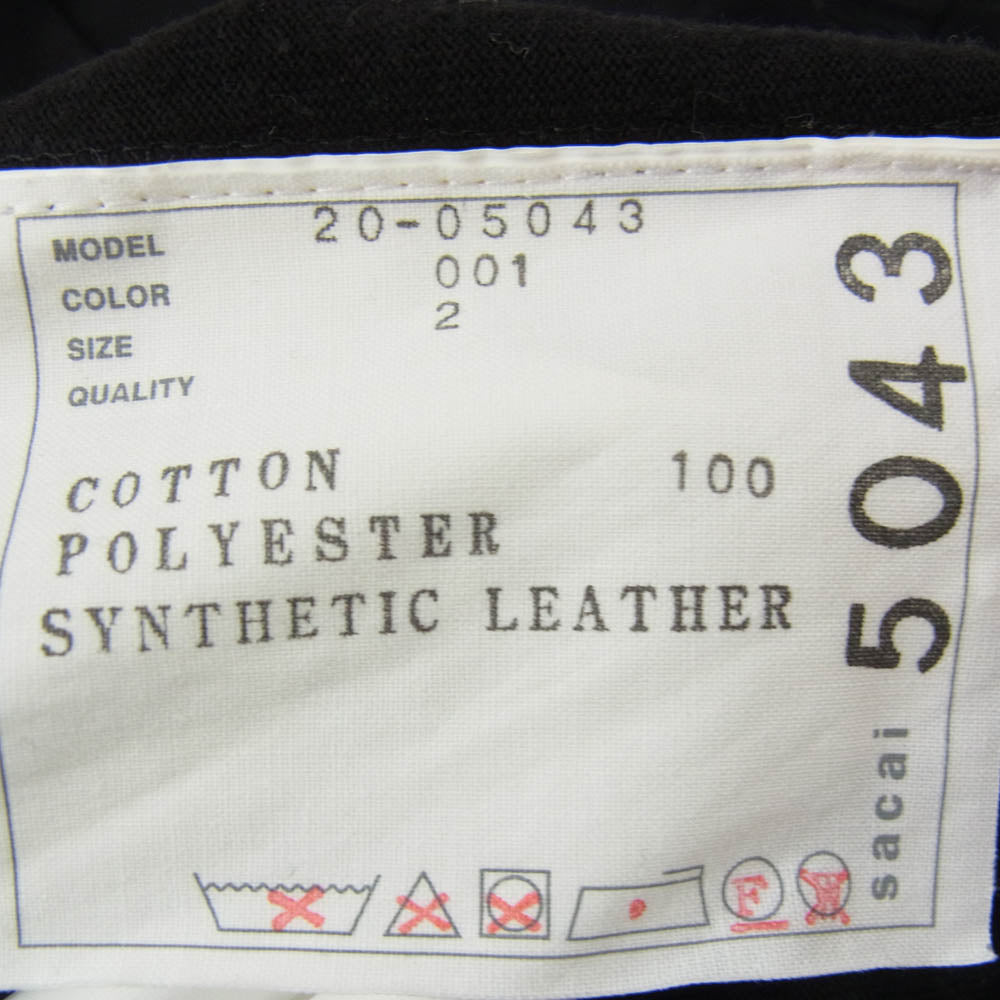 MODEL 20-05043
COLOR 001
SIZE 2
QUALITY
COTTON 100
POLYESTER
SYNTHETIC LEATHER
sacai 5043
F
W